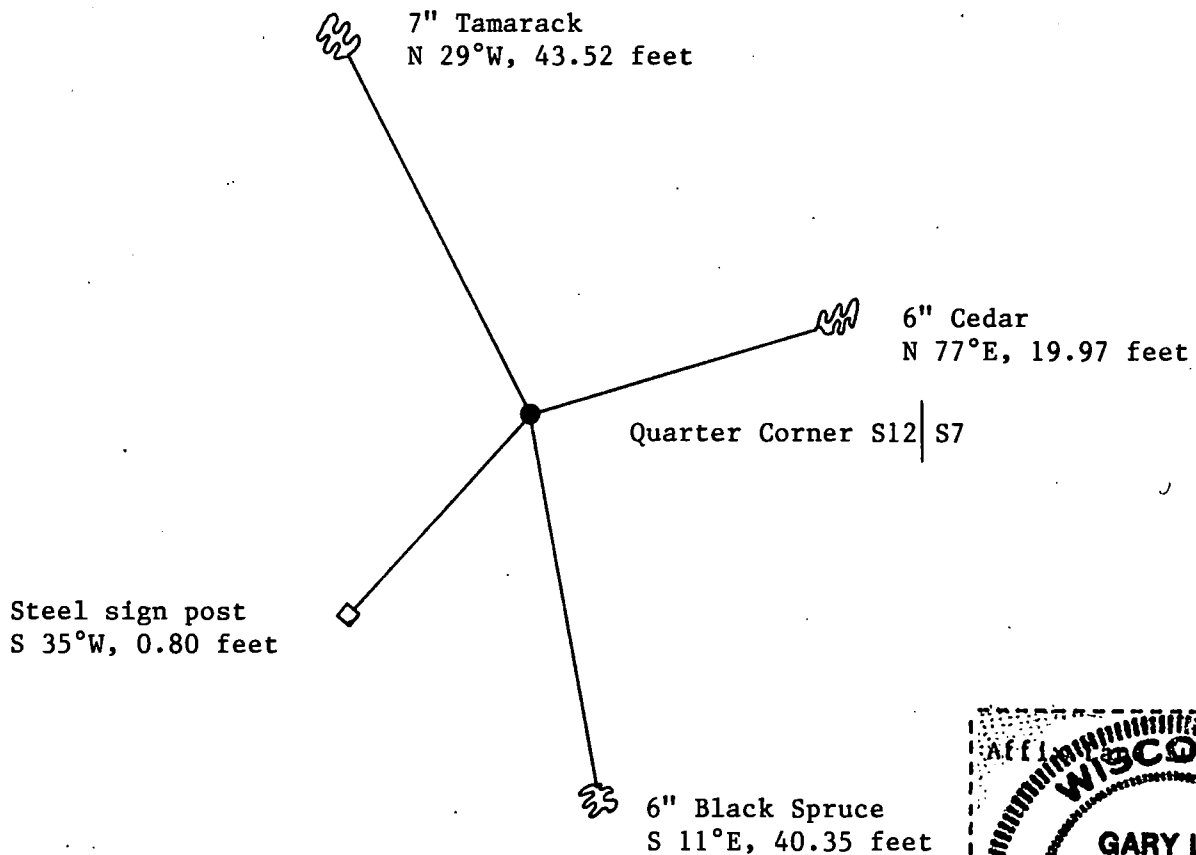 7" Tamarack
N 29°W, 43.52 feet
6" Cedar
N 77°E, 19.97 feet
Quarter Corner S12| S7
Steel sign post
S 35°W, 0.80 feet
6" Black Spruce
S 11°E, 40.35 feet
WISCO
GARY